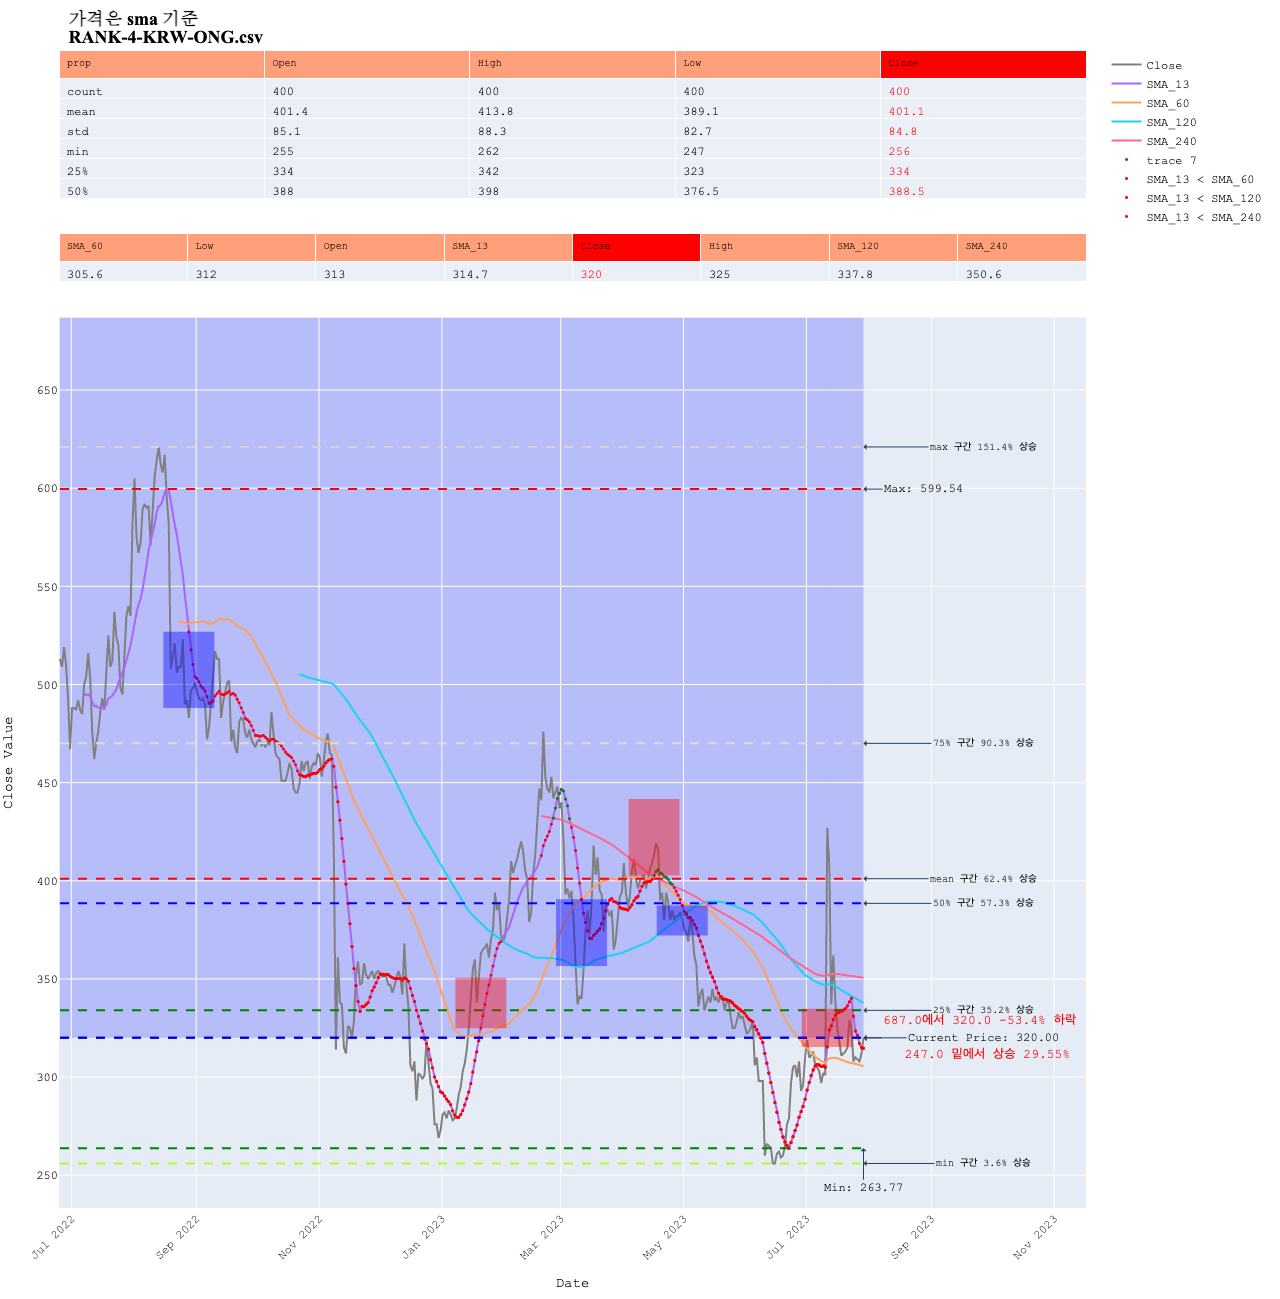 가격은 sma 기준
RANK-4-KRW-ONG.csv
prop Open High Low Close
count 400 400 400 400
mean 401.4 413.8 389.1 401.1
std 85.1 88.3 82.7 84.8
min 255 262 247 256
25% 334 342 323 334
50% 388 398 376.5 388.5
SMA_60 Low Open SMA_13 Close High SMA_120 SMA_240
305.6 312 313 314.7 320 325 337.8 350.6
Close
SMA_13
SMA_60
SMA_120
SMA_240
trace 7
SMA_13 < SMA_60
SMA_13 < SMA_120
SMA_13 < SMA_240
Close Value
650
600
550
500
450
400
350
300
250
max 구간 151.4% 상승
Max: 599.54
75% 구간 90.3% 상승
mean 구간 62.4% 상승
50% 구간 57.3% 상승
25% 구간 35.2% 상승
687.0에서 320.0 -53.4% 하락
Current Price: 320.00
247.0 밑에서 상승 29.55%
min 구간 3.6% 상승
Min: 263.77
Jul 2022
Sep 2022
Nov 2022
Jan 2023
Mar 2023
May 2023
Jul 2023
Sep 2023
Nov 2023
Date